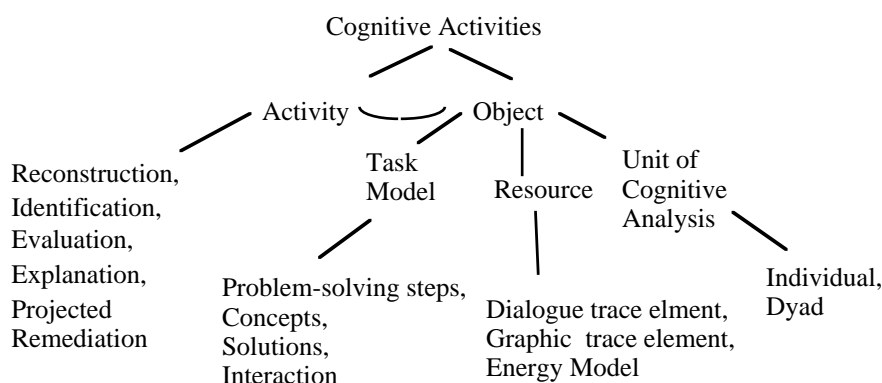 Cognitive Activities
Activity
Object
Reconstruction,
Identification,
Evaluation,
Explanation,
Projected
Remediation
Task
Model
Resource
Unit of
Cognitive
Analysis
Problem-solving steps,
Concepts,
Solutions,
Interaction
Dialogue trace elment,
Graphic trace element,
Energy Model
Individual,
Dyad